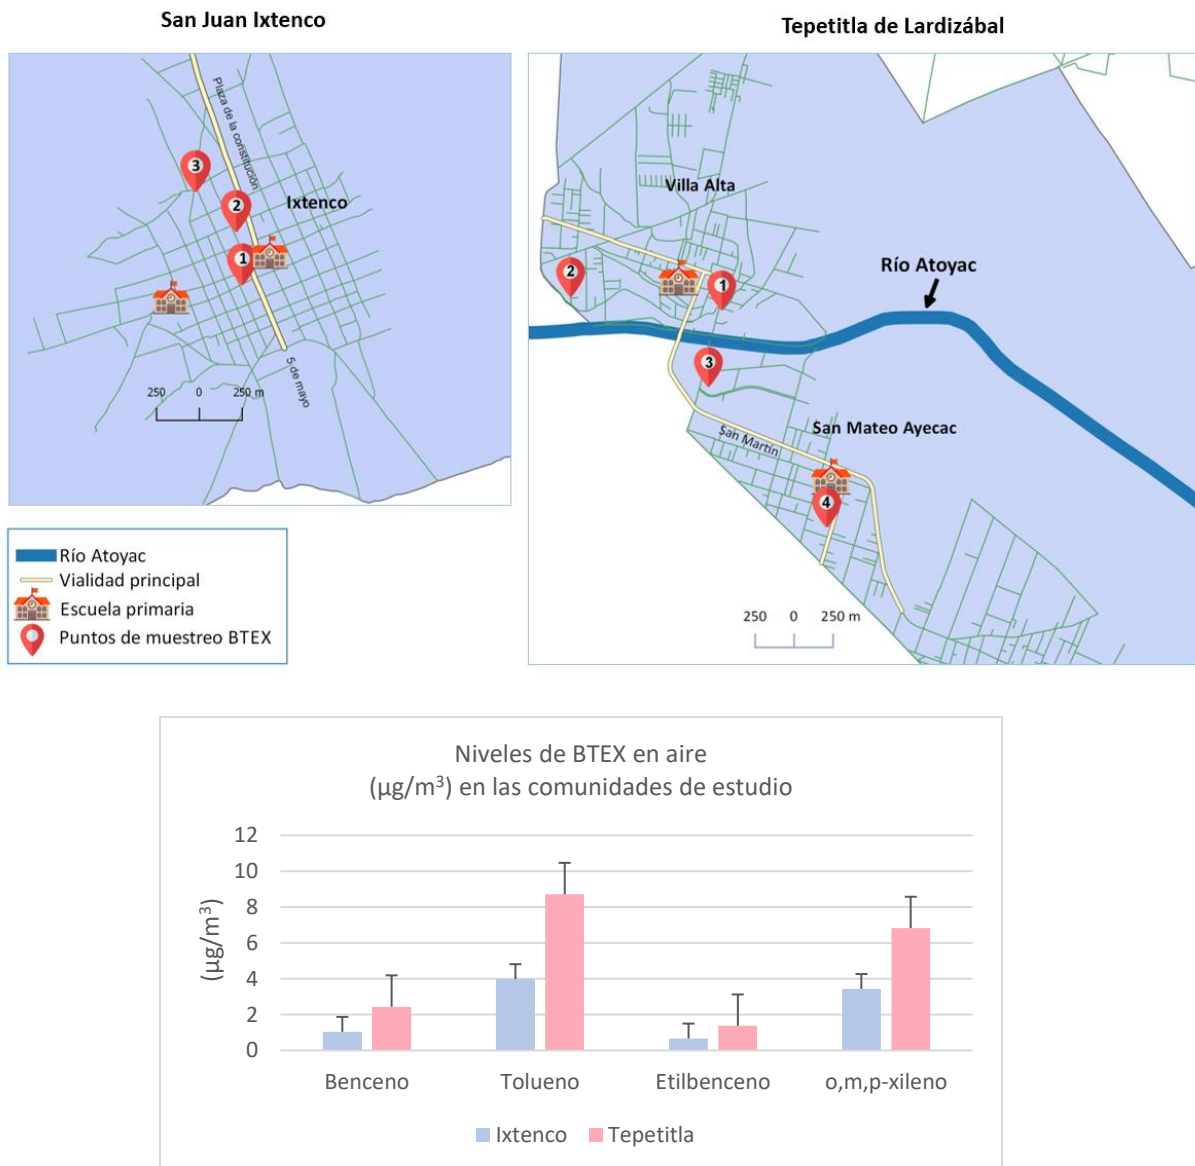 San Juan Ixtenco
Tepetitla de Lardizábal
Plaza de la constitución
3
2
Ixtenco
1
5 de mayo
250 0 250 m
Villa Alta
2
1
Río Atoyac
3
San Mateo Ayecac
San Martín
4
250 0 250 m
Río Atoyac
Vialidad principal
Escuela primaria
Puntos de muestreo BTEX
Niveles de BTEX en aire
(µg/m³) en las comunidades de estudio
(µg/m³)
12
10
8
6
4
2
0
Benceno Tolueno Etilbenceno o,m,p-xileno
Ixtenco Tepetitla